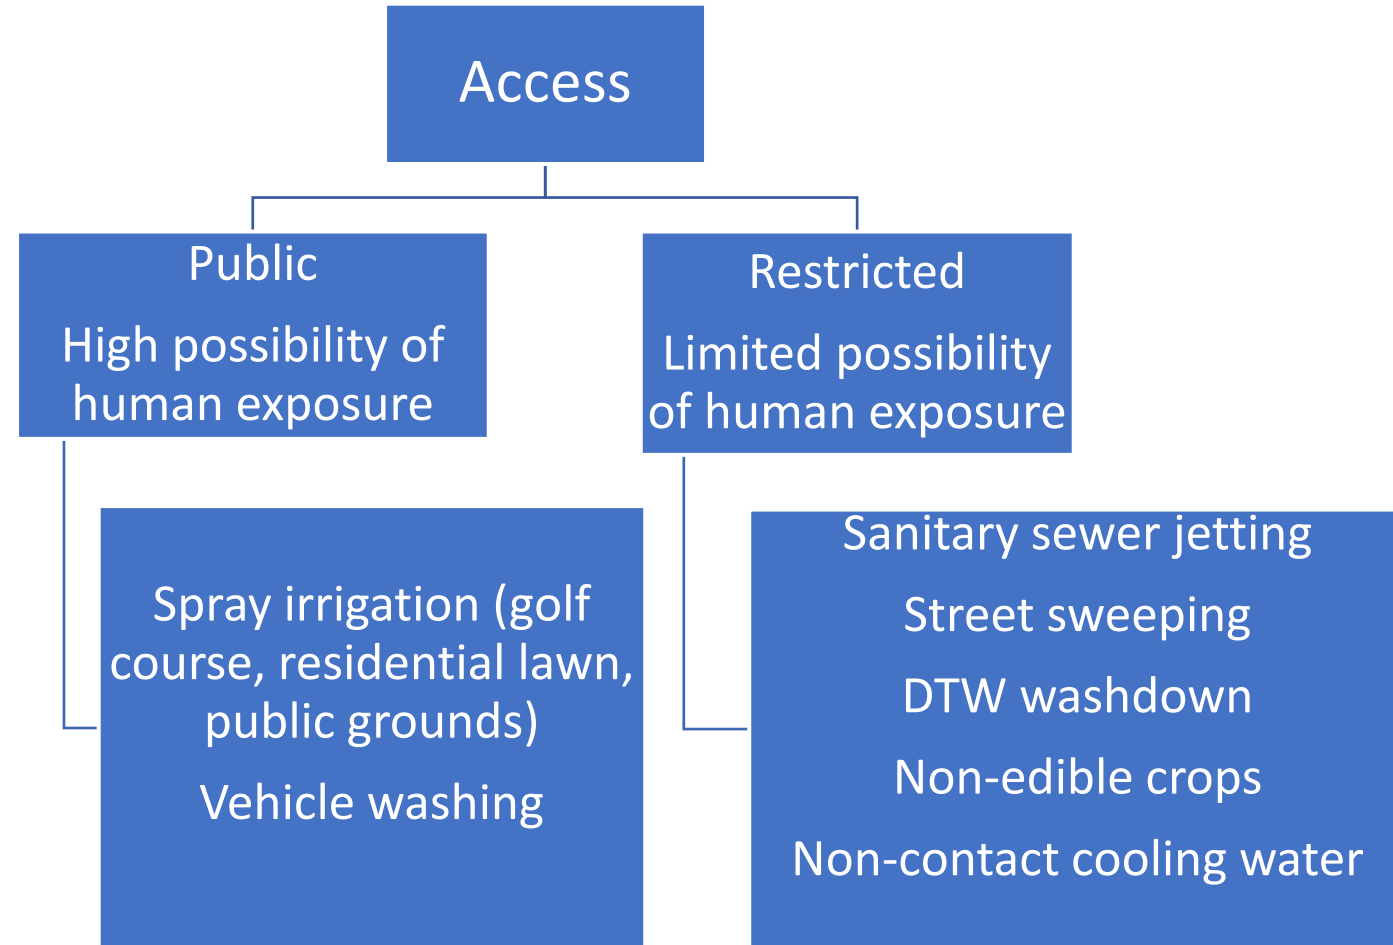 Access
Public
High possibility of
human exposure
Restricted
Limited possibility
of human exposure
Spray irrigation (golf
course, residential lawn,
public grounds)
Vehicle washing
Sanitary sewer jetting
Street sweeping
DTW washdown
Non-edible crops
Non-contact cooling water